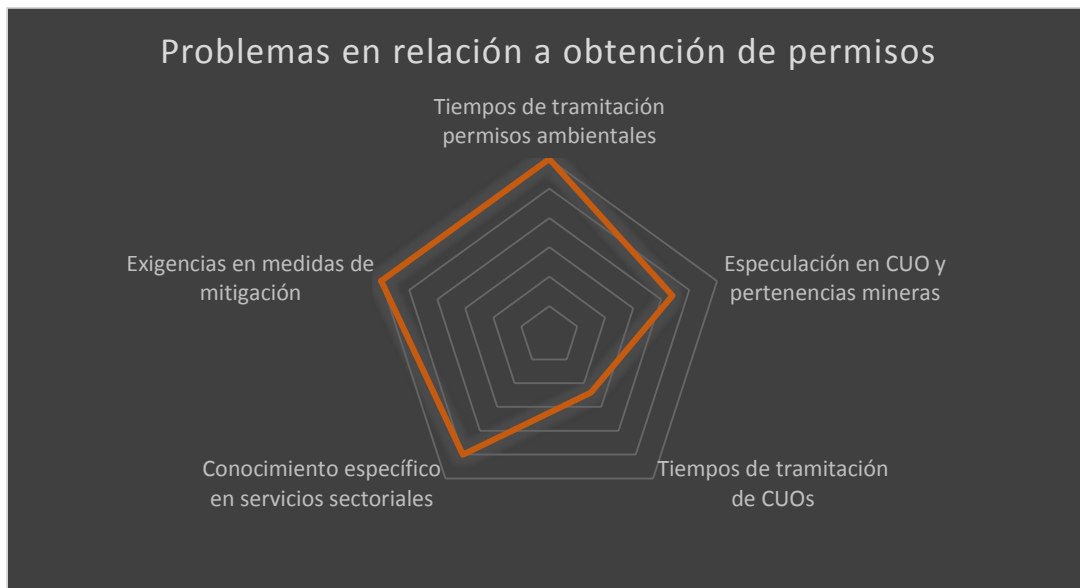 Problemas en relación a obtención de permisos
Tiempos de tramitación
permisos ambientales
Especulación en CUO y
pertenencias mineras
Tiempos de tramitación
de CUOs
Conocimiento específico
en servicios sectoriales
Exigencias en medidas de
mitigación